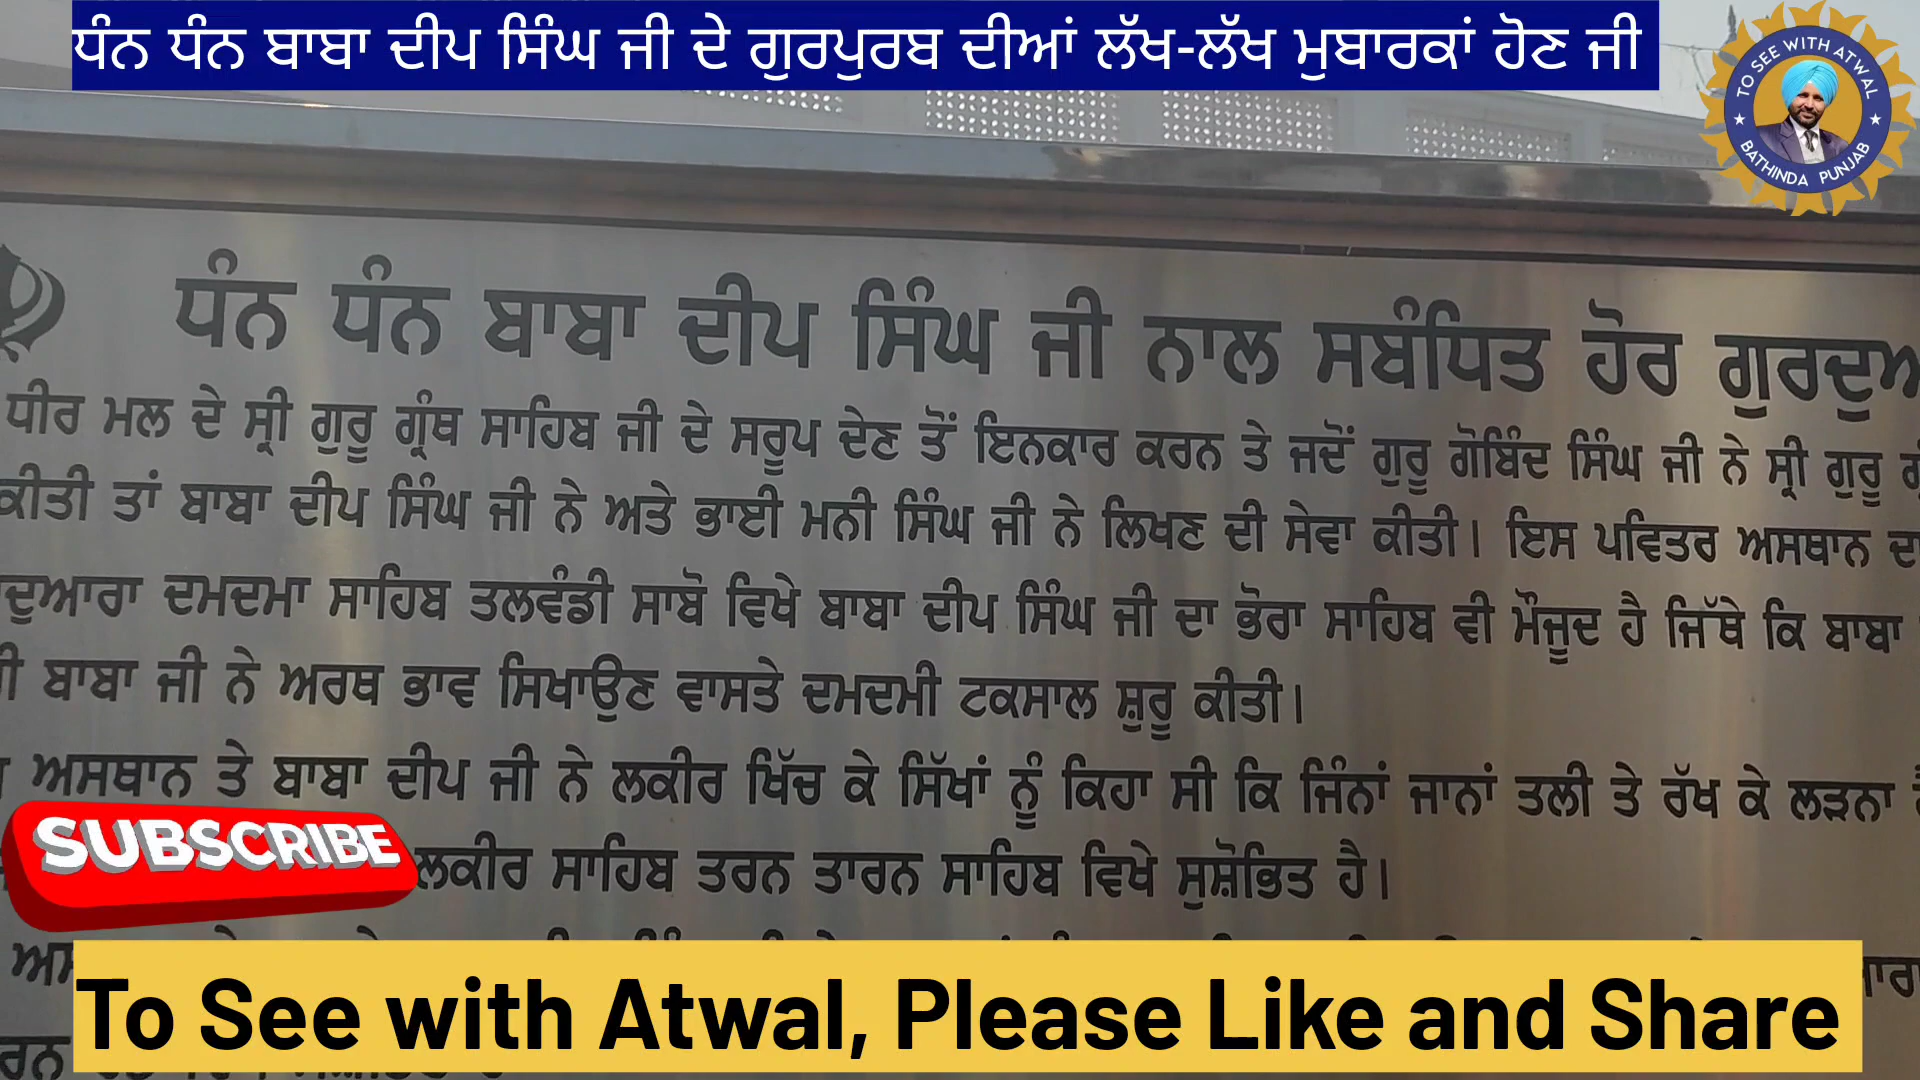 ਧੰਨ ਧੰਨ ਬਾਬਾ ਦੀਪ ਸਿੰਘ ਜੀ ਦੇ ਗੁਰਪੁਰਬ ਦੀਆਂ ਲੱਖ-ਲੱਖ ਮੁਬਾਰਕਾਂ ਹੋਣ ਜੀ
TO SEE WITH ATWAL
BATHINDA PUNJAB
ਧੰਨ ਧੰਨ ਬਾਬਾ ਦੀਪ ਸਿੰਘ ਜੀ ਨਾਲ ਸਬੰਧਿਤ ਹੋਰ
ਧੀਰ ਮਲ ਦੇ ਸ੍ਰੀ ਗੁਰੂ ਗ੍ਰੰਥ ਸਾਹਿਬ ਜੀ ਦੇ ਸਰੂਪ ਦੇਣ ਤੋਂ ਇਨਕਾਰ ਕਰਨ ਤੇ ਜਦੋਂ ਗੁਰੂ ਗੋਬਿੰਦ ਸਿੰਘ ਜੀ ਨੇ ਸ੍ਰੀ ਗੁਰੂ
ਕੀਤੀ ਤਾਂ ਬਾਬਾ ਦੀਪ ਸਿੰਘ ਜੀ ਨੇ ਅਤੇ ਭਾਈ ਮਨੀ ਸਿੰਘ ਜੀ ਨੇ ਲਿਖਣ ਦੀ ਸੇਵਾ ਕੀਤੀ। ਇਸ ਪਵਿਤਰ ਅਸਥਾਨ ਦਾ
ਦੁਆਰਾ ਦਮਦਮਾ ਸਾਹਿਬ ਤਲਵੰਡੀ ਸਾਬੋ ਵਿਖੇ ਬਾਬਾ ਦੀਪ ਸਿੰਘ ਜੀ ਦਾ ਭੋਰਾ ਸਾਹਿਬ ਵੀ ਮੌਜੂਦ ਹੈ ਜਿੱਥੇ ਕਿ ਬਾਬਾ
ਬਾਬਾ ਜੀ ਨੇ ਅਰਥ ਭਾਵ ਸਿਖਾਉਣ ਵਾਸਤੇ ਦਮਦਮੀ ਟਕਸਾਲ ਸ਼ੁਰੂ ਕੀਤੀ।
ਅਸਥਾਨ ਤੇ ਬਾਬਾ ਦੀਪ ਜੀ ਨੇ ਲਕੀਰ ਖਿੱਚ ਕੇ ਸਿੱਖਾਂ ਨੂੰ ਕਿਹਾ ਸੀ ਕਿ ਜਿੰਨਾਂ ਜਾਨਾਂ ਤਲੀ ਤੇ ਰੱਖ ਕੇ ਲੜਨਾ
SUBSCRIBE
ਲਕੀਰ ਸਾਹਿਬ ਤਰਨ ਤਾਰਨ ਸਾਹਿਬ ਵਿਖੇ ਸੁਸ਼ੋਭਿਤ ਹੈ।
To See with Atwal, Please Like and Share